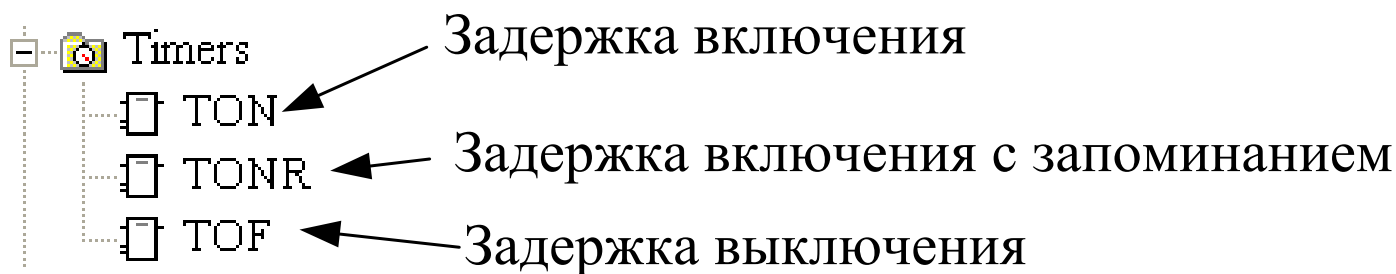 Timers Задержка включения
TON
TONR Задержка включения с запоминанием
TOF Задержка выключения